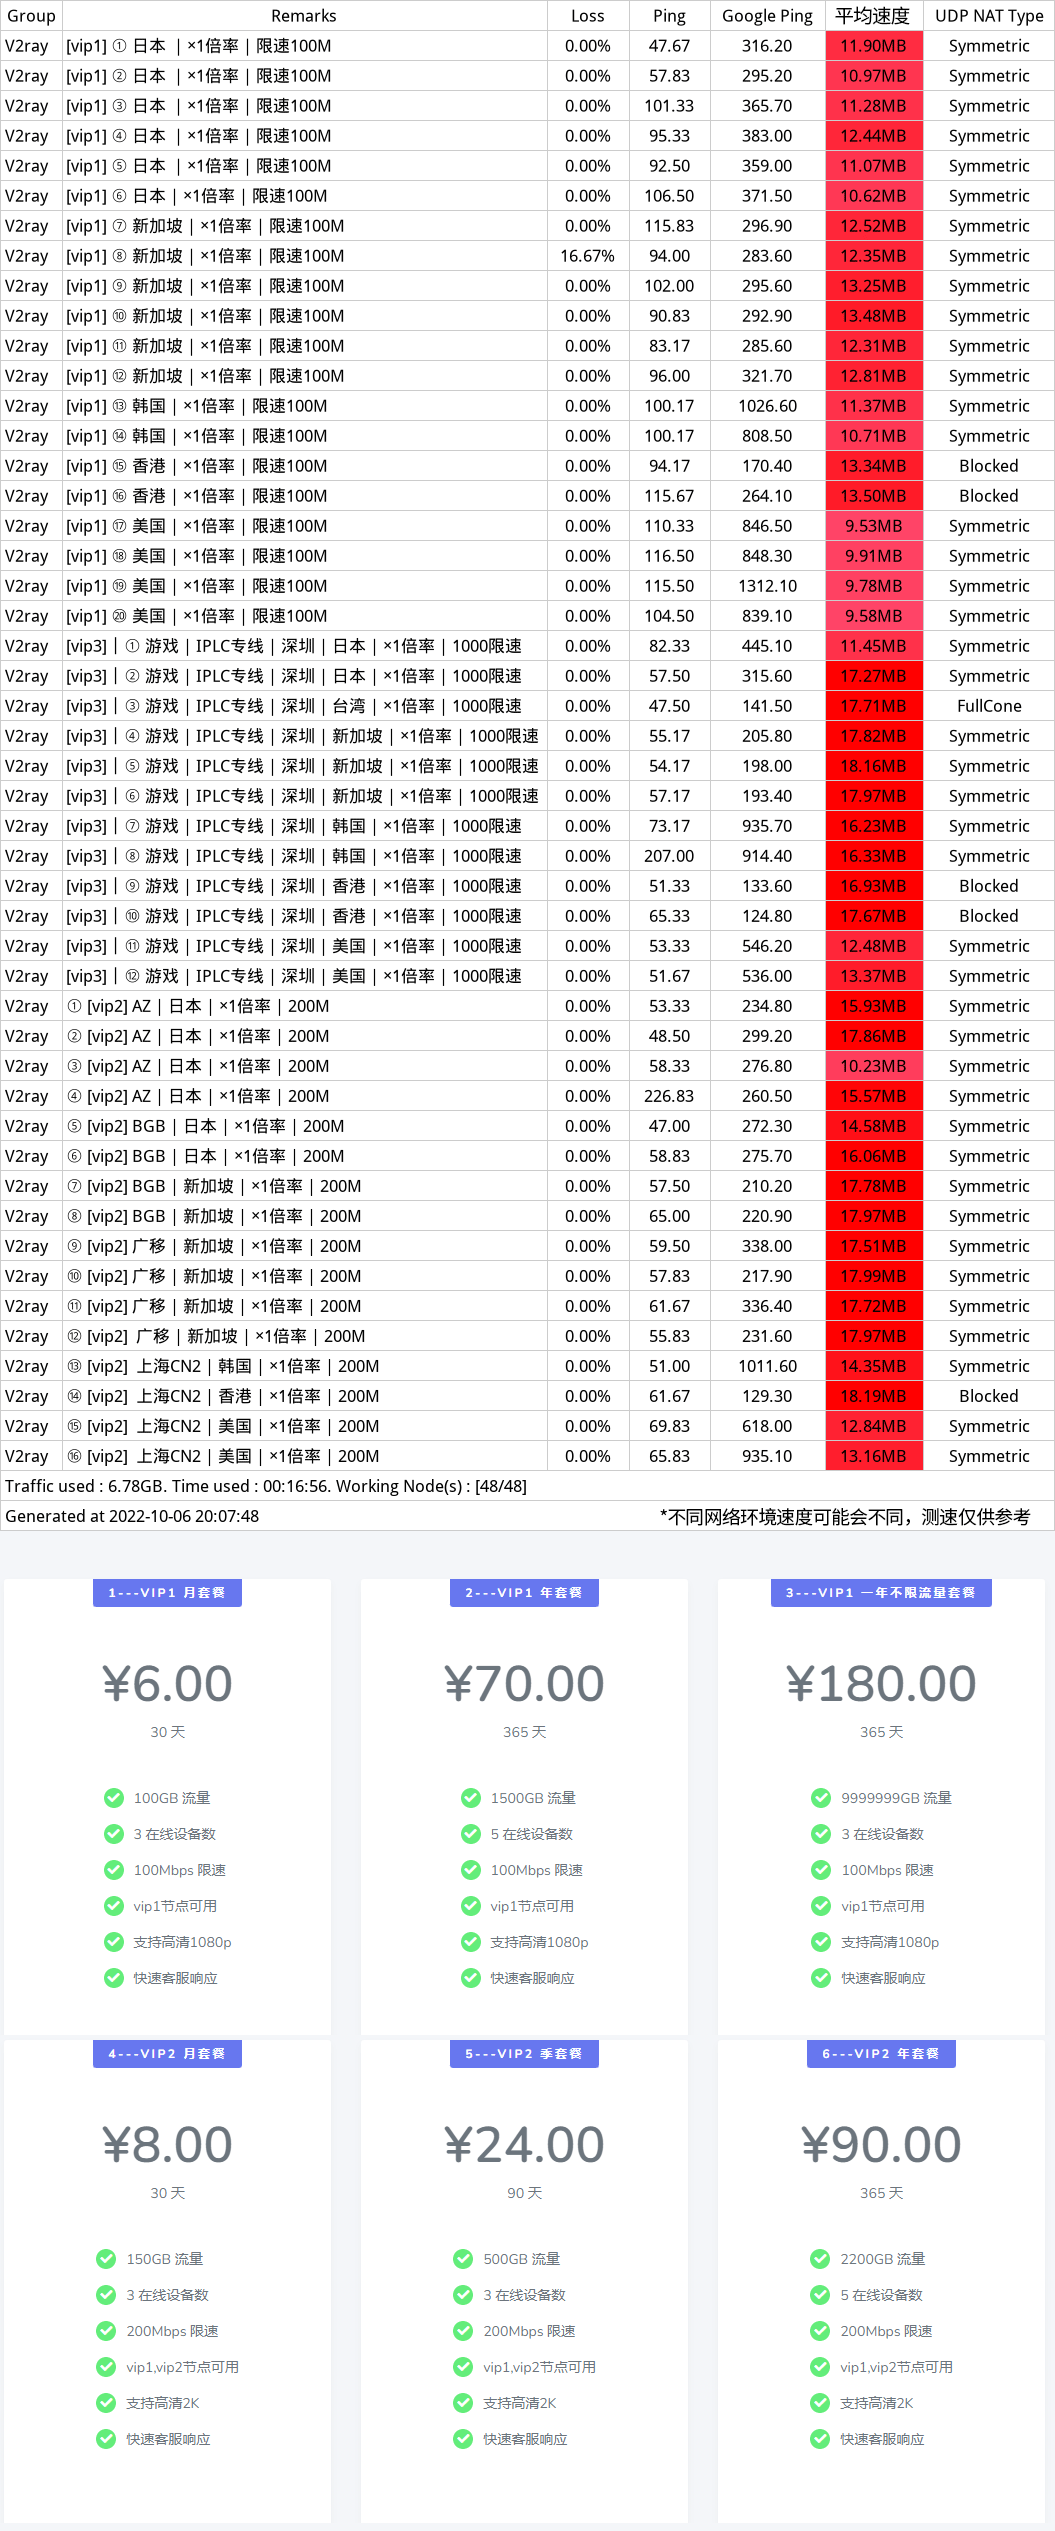 Group Remarks Loss Ping Google Ping 平均速度 UDP NAT Type
V2ray [vip1] ① 日本 | ×1倍率 | 限速100M 0.00% 47.67 316.20 11.90MB Symmetric
V2ray [vip1] ② 日本 | ×1倍率 | 限速100M 0.00% 57.83 295.20 10.97MB Symmetric
V2ray [vip1] ③ 日本 | ×1倍率 | 限速100M 0.00% 101.33 365.70 11.28MB Symmetric
V2ray [vip1] ④ 日本 | ×1倍率 | 限速100M 0.00% 95.33 383.00 12.44MB Symmetric
V2ray [vip1] ⑤ 日本 | ×1倍率 | 限速100M 0.00% 92.50 359.00 11.07MB Symmetric
V2ray [vip1] ⑥ 日本 | ×1倍率 | 限速100M 0.00% 106.50 371.50 10.62MB Symmetric
V2ray [vip1] ⑦ 新加坡 | ×1倍率 | 限速100M 0.00% 115.83 296.90 12.52MB Symmetric
V2ray [vip1] ⑧ 新加坡 | ×1倍率 | 限速100M 16.67% 94.00 283.60 12.35MB Symmetric
V2ray [vip1] ⑨ 新加坡 | ×1倍率 | 限速100M 0.00% 102.00 295.60 13.25MB Symmetric
V2ray [vip1] ⑩ 新加坡 | ×1倍率 | 限速100M 0.00% 90.83 292.90 13.48MB Symmetric
V2ray [vip1] ⑪ 新加坡 | ×1倍率 | 限速100M 0.00% 83.17 285.60 12.31MB Symmetric
V2ray [vip1] ⑫ 新加坡 | ×1倍率 | 限速100M 0.00% 96.00 321.70 12.81MB Symmetric
V2ray [vip1] ⑬ 韩国 | ×1倍率 | 限速100M 0.00% 100.17 1026.60 11.37MB Symmetric
V2ray [vip1] ⑭ 韩国 | ×1倍率 | 限速100M 0.00% 100.17 808.50 10.71MB Symmetric
V2ray [vip1] ⑮ 香港 | ×1倍率 | 限速100M 0.00% 94.17 170.40 13.34MB Blocked
V2ray [vip1] ⑯ 香港 | ×1倍率 | 限速100M 0.00% 115.67 264.10 13.50MB Blocked
V2ray [vip1] ⑰ 美国 | ×1倍率 | 限速100M 0.00% 110.33 846.50 9.53MB Symmetric
V2ray [vip1] ⑱ 美国 | ×1倍率 | 限速100M 0.00% 116.50 848.30 9.91MB Symmetric
V2ray [vip1] ⑲ 美国 | ×1倍率 | 限速100M 0.00% 115.50 1312.10 9.78MB Symmetric
V2ray [vip1] ⑳ 美国 | ×1倍率 | 限速100M 0.00% 104.50 839.10 9.58MB Symmetric
V2ray [vip3] | ① 游戏 | IPLC专线 | 深圳 | 日本 | ×1倍率 | 1000限速 0.00% 82.33 445.10 11.45MB Symmetric
V2ray [vip3] | ② 游戏 | IPLC专线 | 深圳 | 日本 | ×1倍率 | 1000限速 0.00% 57.50 315.60 17.27MB Symmetric
V2ray [vip3] | ③ 游戏 | IPLC专线 | 深圳 | 台湾 | ×1倍率 | 1000限速 0.00% 47.50 141.50 17.71MB FullCone
V2ray [vip3] | ④ 游戏 | IPLC专线 | 深圳 | 新加坡 | ×1倍率 | 1000限速 0.00% 55.17 205.80 17.82MB Symmetric
V2ray [vip3] | ⑤ 游戏 | IPLC专线 | 深圳 | 新加坡 | ×1倍率 | 1000限速 0.00% 54.17 198.00 18.16MB Symmetric
V2ray [vip3] | ⑥ 游戏 | IPLC专线 | 深圳 | 新加坡 | ×1倍率 | 1000限速 0.00% 57.17 193.40 17.97MB Symmetric
V2ray [vip3] | ⑦ 游戏 | IPLC专线 | 深圳 | 韩国 | ×1倍率 | 1000限速 0.00% 73.17 935.70 16.23MB Symmetric
V2ray [vip3] | ⑧ 游戏 | IPLC专线 | 深圳 | 韩国 | ×1倍率 | 1000限速 0.00% 207.00 914.40 16.33MB Symmetric
V2ray [vip3] | ⑨ 游戏 | IPLC专线 | 深圳 | 香港 | ×1倍率 | 1000限速 0.00% 51.33 133.60 16.93MB Blocked
V2ray [vip3] | ⑩ 游戏 | IPLC专线 | 深圳 | 香港 | ×1倍率 | 1000限速 0.00% 65.33 124.80 17.67MB Blocked
V2ray [vip3] | ⑪ 游戏 | IPLC专线 | 深圳 | 美国 | ×1倍率 | 1000限速 0.00% 53.33 546.20 12.48MB Symmetric
V2ray [vip3] | ⑫ 游戏 | IPLC专线 | 深圳 | 美国 | ×1倍率 | 1000限速 0.00% 51.67 536.00 13.37MB Symmetric
V2ray ① [vip2] AZ | 日本 | ×1倍率 | 200M 0.00% 53.33 234.80 15.93MB Symmetric
V2ray ② [vip2] AZ | 日本 | ×1倍率 | 200M 0.00% 48.50 299.20 17.86MB Symmetric
V2ray ③ [vip2] AZ | 日本 | ×1倍率 | 200M 0.00% 58.33 276.80 10.23MB Symmetric
V2ray ④ [vip2] AZ | 日本 | ×1倍率 | 200M 0.00% 226.83 260.50 15.57MB Symmetric
V2ray ⑤ [vip2] BGB | 日本 | ×1倍率 | 200M 0.00% 47.00 272.30 14.58MB Symmetric
V2ray ⑥ [vip2] BGB | 日本 | ×1倍率 | 200M 0.00% 58.83 275.70 16.06MB Symmetric
V2ray ⑦ [vip2] BGB | 新加坡 | ×1倍率 | 200M 0.00% 57.50 210.20 17.78MB Symmetric
V2ray ⑧ [vip2] BGB | 新加坡 | ×1倍率 | 200M 0.00% 65.00 220.90 17.97MB Symmetric
V2ray ⑨ [vip2] 广移 | 新加坡 | ×1倍率 | 200M 0.00% 59.50 338.00 17.51MB Symmetric
V2ray ⑩ [vip2] 广移 | 新加坡 | ×1倍率 | 200M 0.00% 57.83 217.90 17.99MB Symmetric
V2ray ⑪ [vip2] 广移 | 新加坡 | ×1倍率 | 200M 0.00% 61.67 336.40 17.72MB Symmetric
V2ray ⑫ [vip2] 广移 | 新加坡 | ×1倍率 | 200M 0.00% 55.83 231.60 17.97MB Symmetric
V2ray ⑬ [vip2] 上海CN2 | 韩国 | ×1倍率 | 200M 0.00% 51.00 1011.60 14.35MB Symmetric
V2ray ⑭ [vip2] 上海CN2 | 香港 | ×1倍率 | 200M 0.00% 61.67 129.30 18.19MB Blocked
V2ray ⑮ [vip2] 上海CN2 | 美国 | ×1倍率 | 200M 0.00% 69.83 618.00 12.84MB Symmetric
V2ray ⑯ [vip2] 上海CN2 | 美国 | ×1倍率 | 200M 0.00% 65.83 935.10 13.16MB Symmetric
Traffic used : 6.78GB. Time used : 00:16:56. Working Node(s) : [48/48]
Generated at 2022-10-06 20:07:48 *不同网络环境速度可能会不同，测速仅供参考
1---VIP1 月套餐
¥6.00
30 天
100GB 流量
3 在线设备数
100Mbps 限速
vip1节点可用
支持高清1080p
快速客服响应
2---VIP1 年套餐
¥70.00
365 天
1500GB 流量
5 在线设备数
100Mbps 限速
vip1节点可用
支持高清1080p
快速客服响应
3---VIP1 一年不限流量套餐
¥180.00
365 天
9999999GB 流量
3 在线设备数
100Mbps 限速
vip1节点可用
支持高清1080p
快速客服响应
4---VIP2 月套餐
¥8.00
30 天
150GB 流量
3 在线设备数
200Mbps 限速
vip1,vip2节点可用
支持高清2K
快速客服响应
5---VIP2 季套餐
¥24.00
90 天
500GB 流量
3 在线设备数
200Mbps 限速
vip1,vip2节点可用
支持高清2K
快速客服响应
6---VIP2 年套餐
¥90.00
365 天
2200GB 流量
5 在线设备数
200Mbps 限速
vip1,vip2节点可用
支持高清2K
快速客服响应